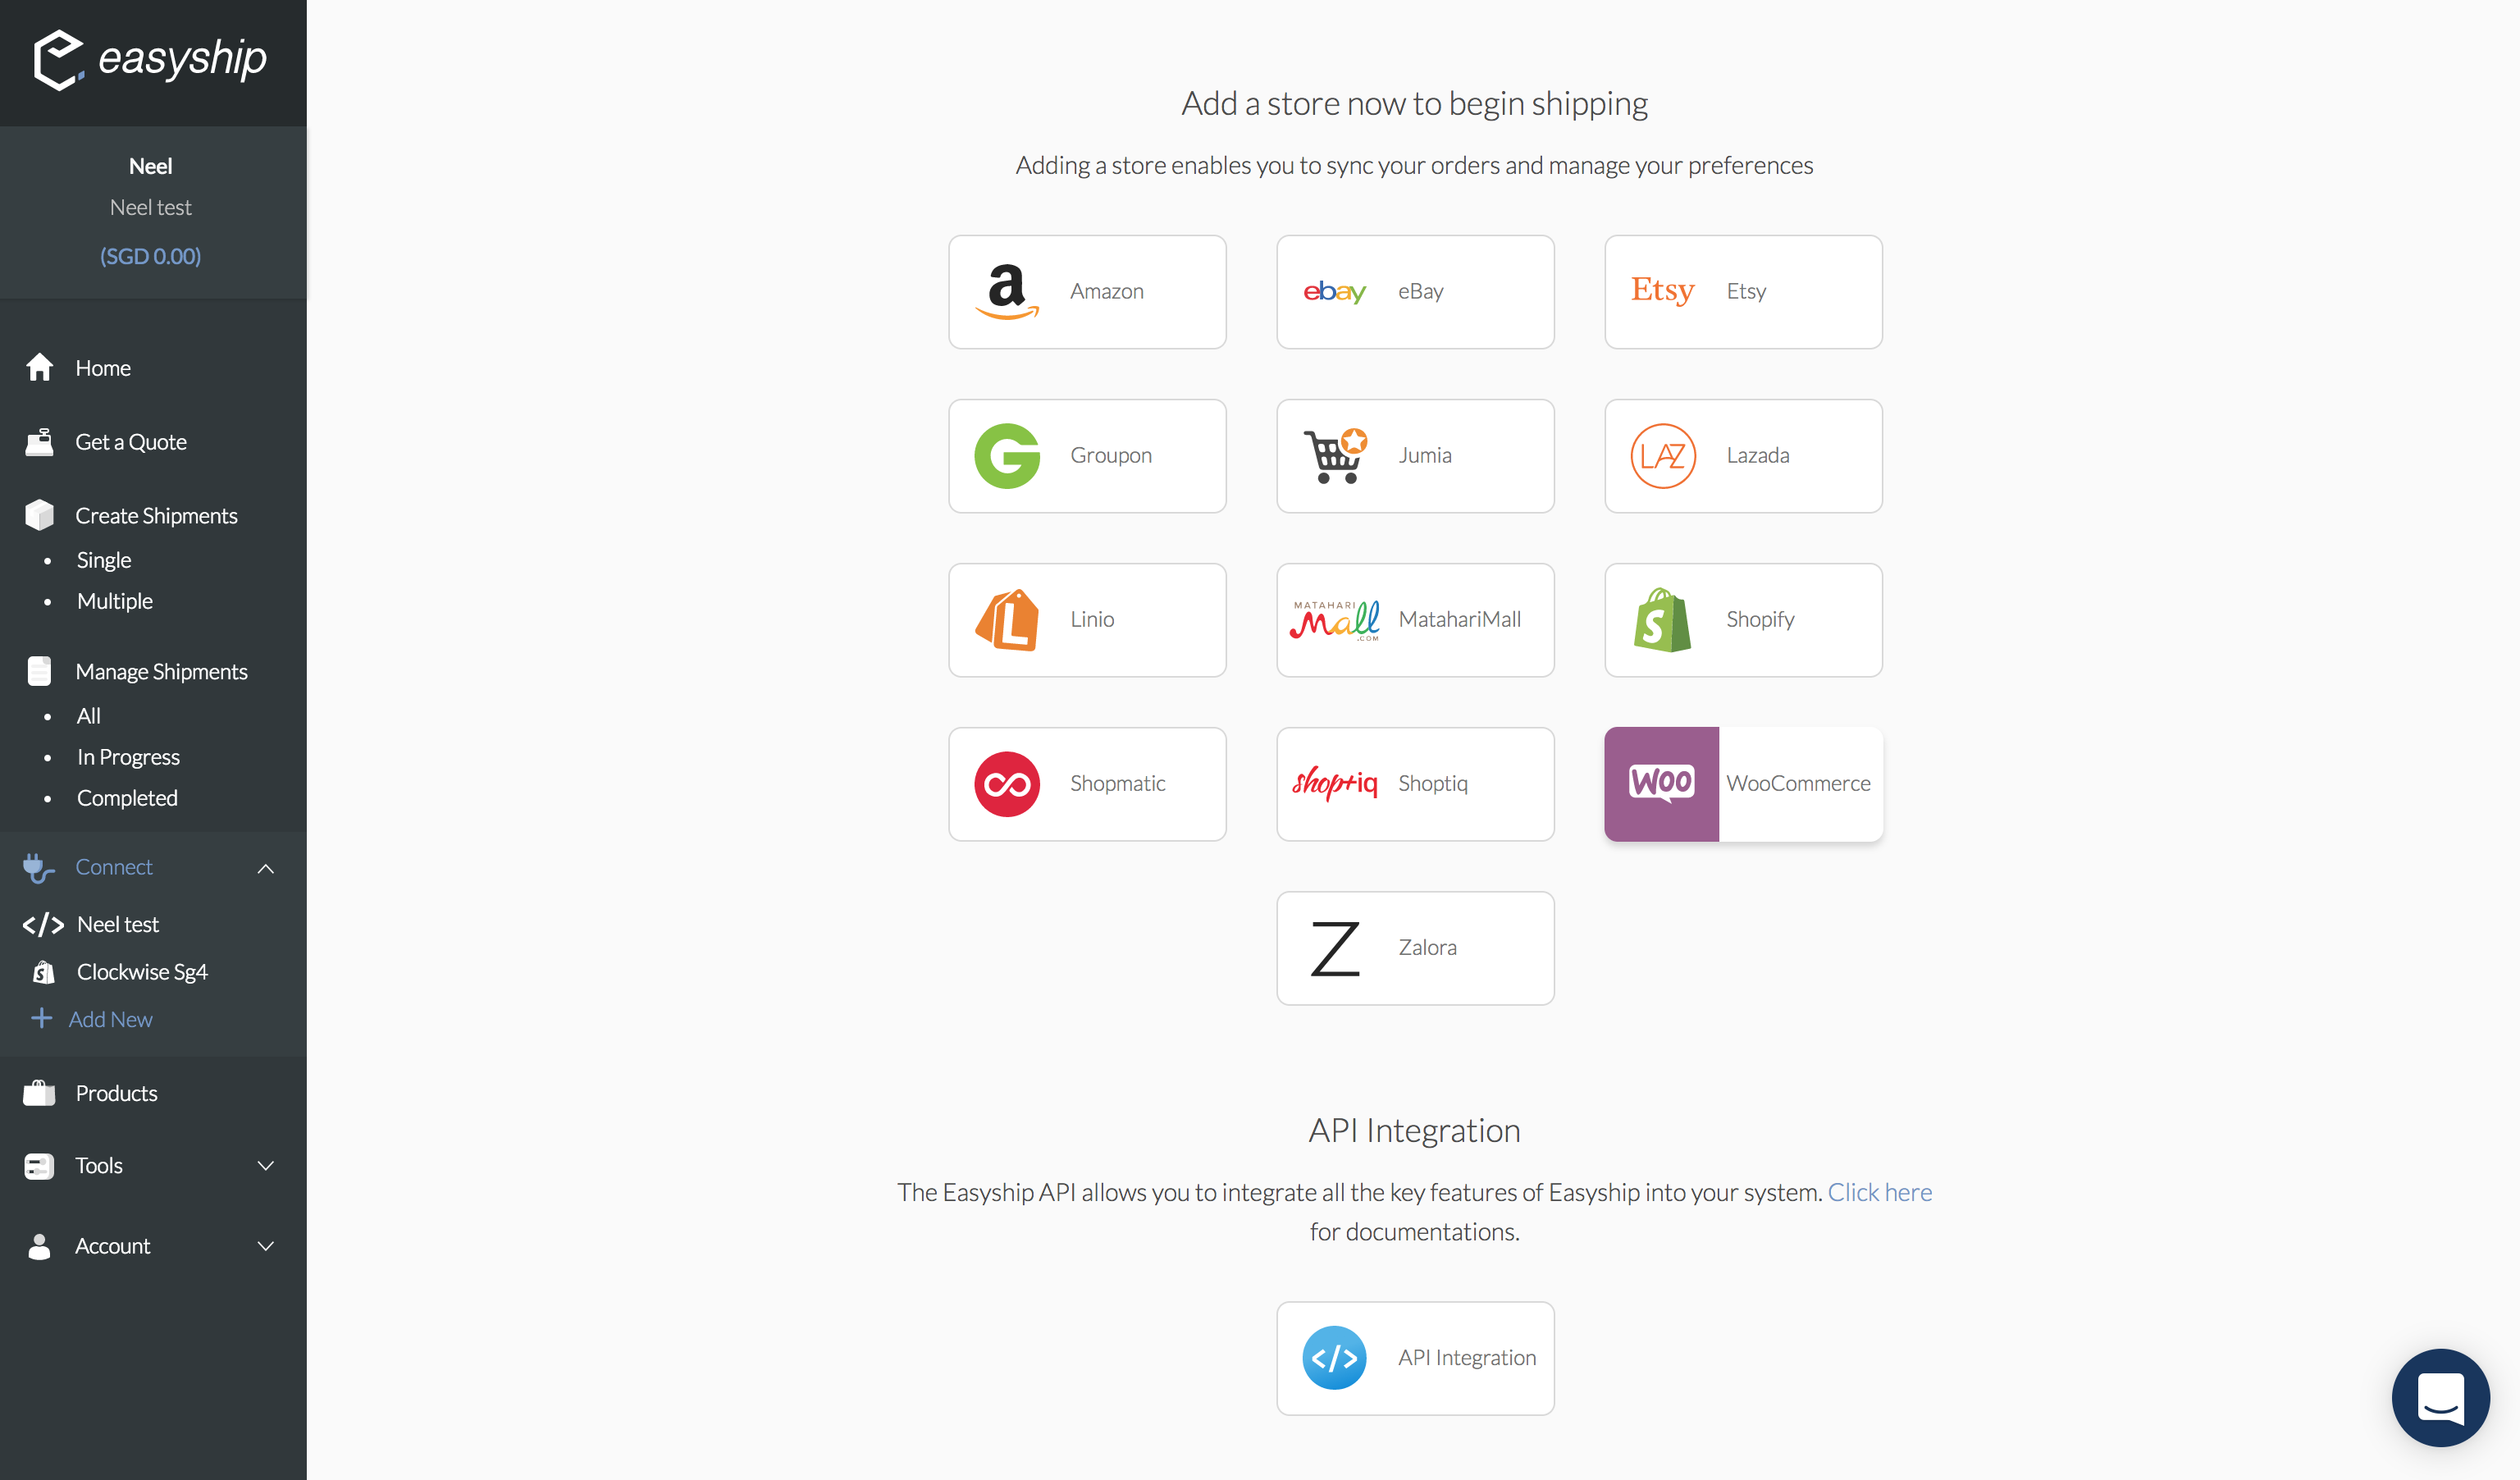 easyship
Neel
Neel test
(SGD 0.00)
Home
Get a Quote
Create Shipments
• Single
• Multiple
Manage Shipments
• All
• In Progress
• Completed
Connect
</> Neel test
S Clockwise Sg4
+ Add New
Products
Tools
Account
Add a store now to begin shipping
Adding a store enables you to sync your orders and manage your preferences
a Amazon
ebay eBay
Etsy Etsy
G Groupon
Jumia
LAZ Lazada
L Linio
MATAHARI Mall .COM MatahariMall
S Shopify
Shopmatic
shoptiq Shoptiq
WOO WooCommerce
Z Zalora
API Integration
The Easyship API allows you to integrate all the key features of Easyship into your system. Click here
for documentations.
</> API Integration